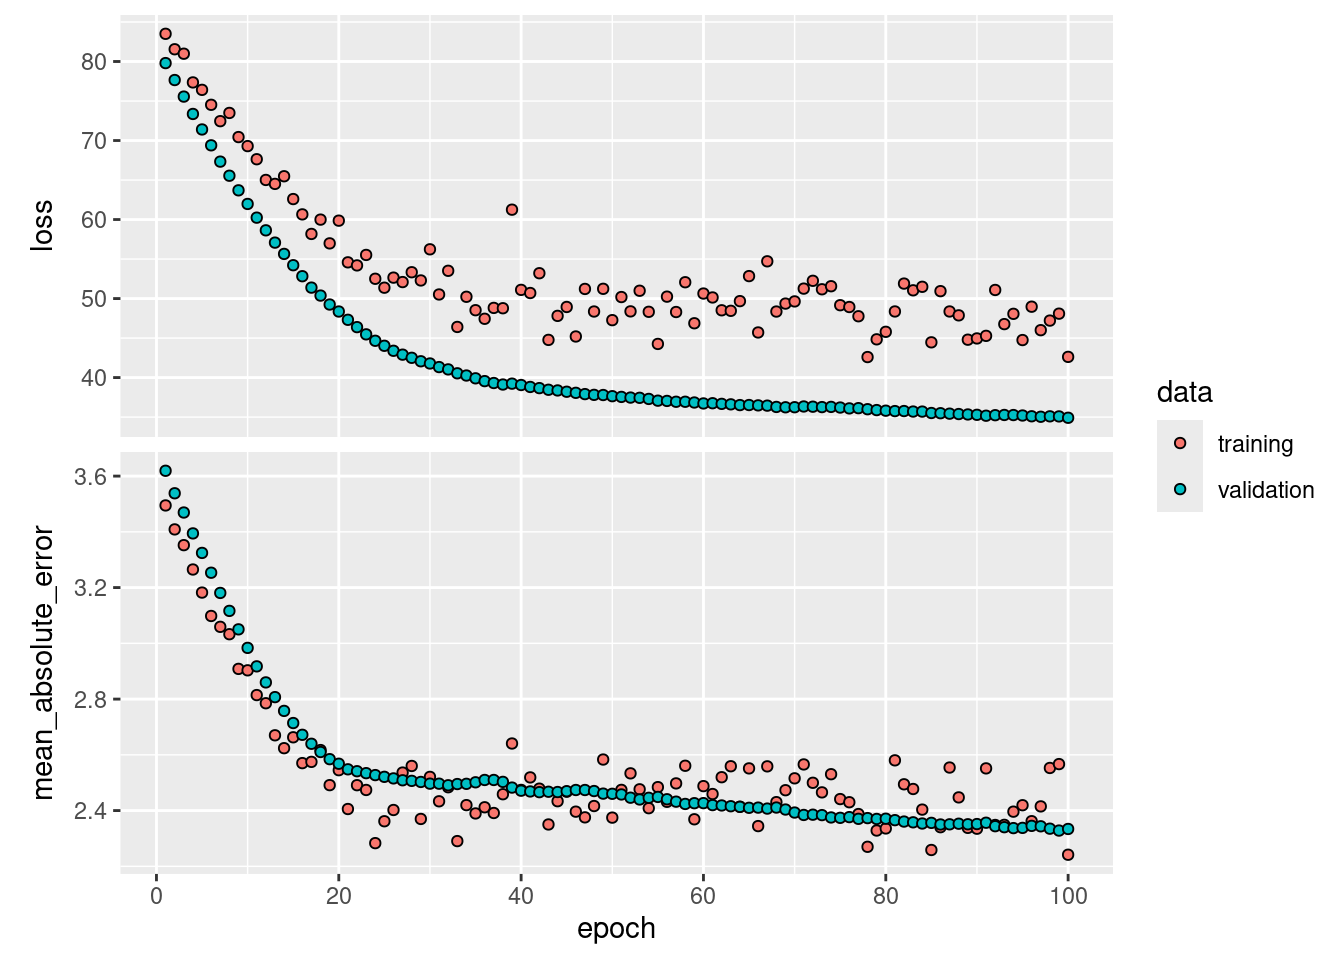 80
70
60
50
40
loss
3.6
3.2
2.8
2.4
mean_absolute_error
0 20 40 60 80 100
epoch
data
training
validation